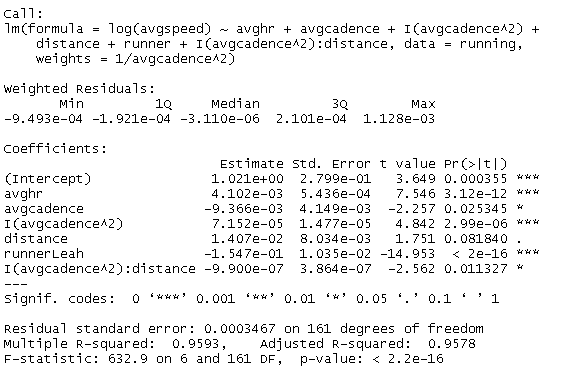 Call:
lm(formula = log(avgspeed) ~ avghr + avgcadence + I(avgcadence^2) +
    distance + runner + I(avgcadence^2):distance, data = running,
    weights = 1/avgcadence^2)
Weighted Residuals:
       Min         1Q     Median         3Q        Max
-9.493e-04 -1.921e-04 -3.110e-06  2.101e-04  1.128e-03
Coefficients:
                           Estimate Std. Error t value Pr(>|t|)
(Intercept)               1.021e+00  2.799e-01   3.649 0.000355 ***
avghr                     4.102e-03  5.436e-04   7.546 3.12e-12 ***
avgcadence               -9.366e-03  4.149e-03  -2.257 0.025345 *
I(avgcadence^2)           7.152e-05  1.477e-05   4.842 2.99e-06 ***
distance                  1.407e-02  8.034e-03   1.751 0.081840 .
runnerLeah               -1.547e-01  1.035e-02 -14.953  < 2e-16 ***
I(avgcadence^2):distance -9.900e-07  3.864e-07  -2.562 0.011327 *
---
Signif. codes:  0 ‘***’ 0.001 ‘**’ 0.01 ‘*’ 0.05 ‘.’ 0.1 ‘ ’ 1
Residual standard error: 0.0003467 on 161 degrees of freedom
Multiple R-squared:  0.9593,    Adjusted R-squared:  0.9578
F-statistic: 632.9 on 6 and 161 DF,  p-value: < 2.2e-16